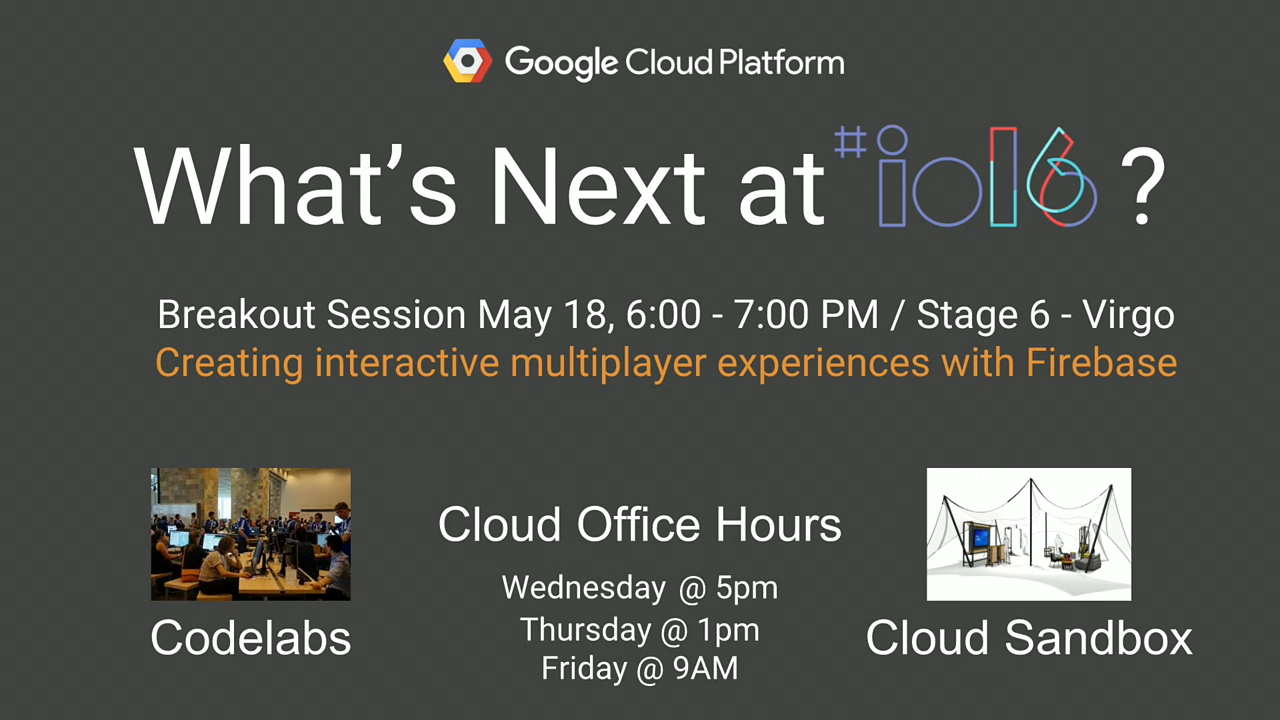 Google Cloud Platform
What’s Next at #io16 ?
Breakout Session May 18, 6:00 - 7:00 PM / Stage 6 - Virgo
Creating interactive multiplayer experiences with Firebase
Codelabs
Cloud Office Hours
Wednesday @ 5pm
Thursday @ 1pm
Friday @ 9AM
Cloud Sandbox